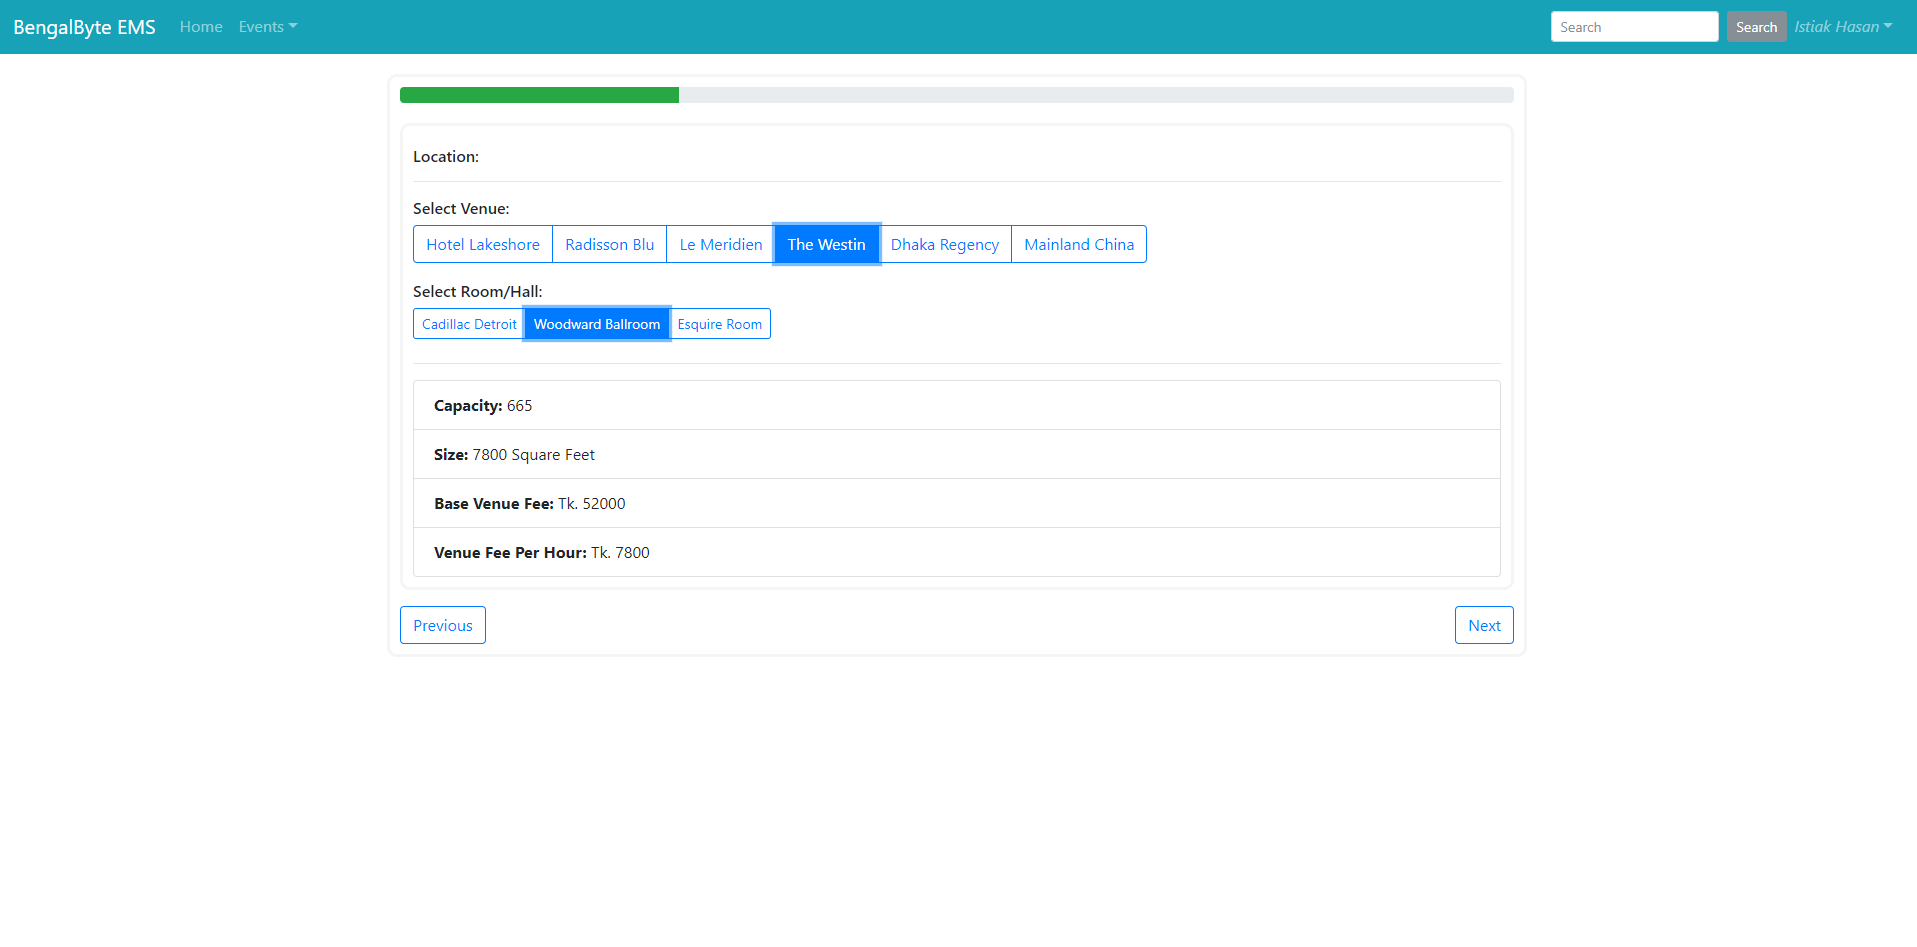 BengalByte EMS Home Events Search Search Istiak Hasan
Location:
Select Venue:
Hotel Lakeshore Radisson Blu Le Meridien The Westin Dhaka Regency Mainland China
Select Room/Hall:
Cadillac Detroit Woodward Ballroom Esquire Room
Capacity: 665
Size: 7800 Square Feet
Base Venue Fee: Tk. 52000
Venue Fee Per Hour: Tk. 7800
Previous Next